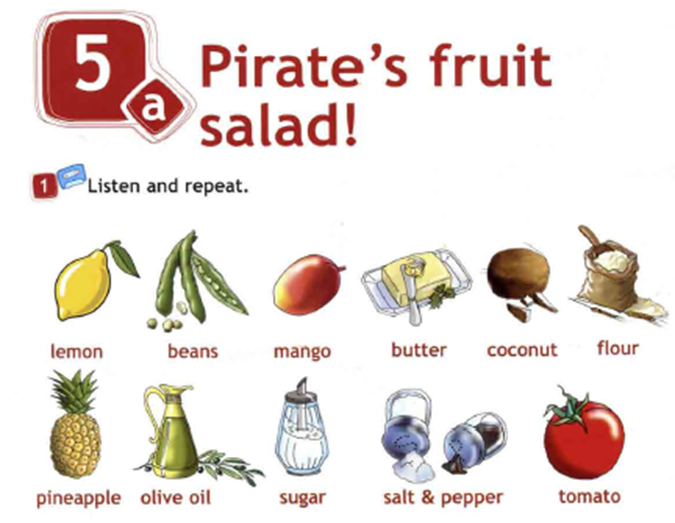 5
a
Pirate's fruit
salad!
1 Listen and repeat.
lemon beans mango butter coconut flour
pineapple olive oil sugar salt & pepper tomato